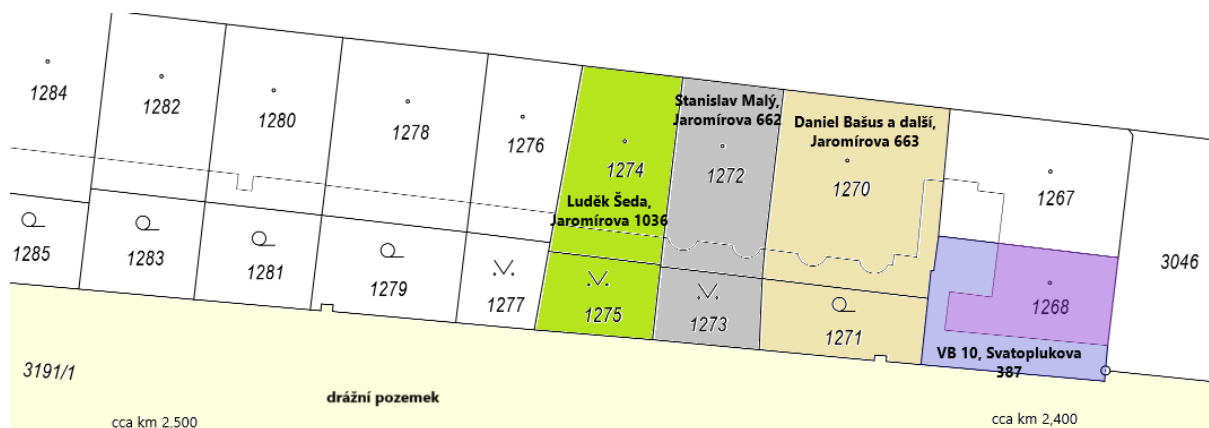 1284
1282
1280
1278
1276
1274
Stanislav Malý,
Jaromírova 662
1272
Daniel Bašus a další,
Jaromírova 663
1270
1267
Luděk Šeda,
Jaromírova 1036
1285
1283
1281
1279
1277
1275
1273
1271
1268
3046
VB 10, Svatoplukova
387
3191/1
drážní pozemek
cca km 2,500
cca km 2,400